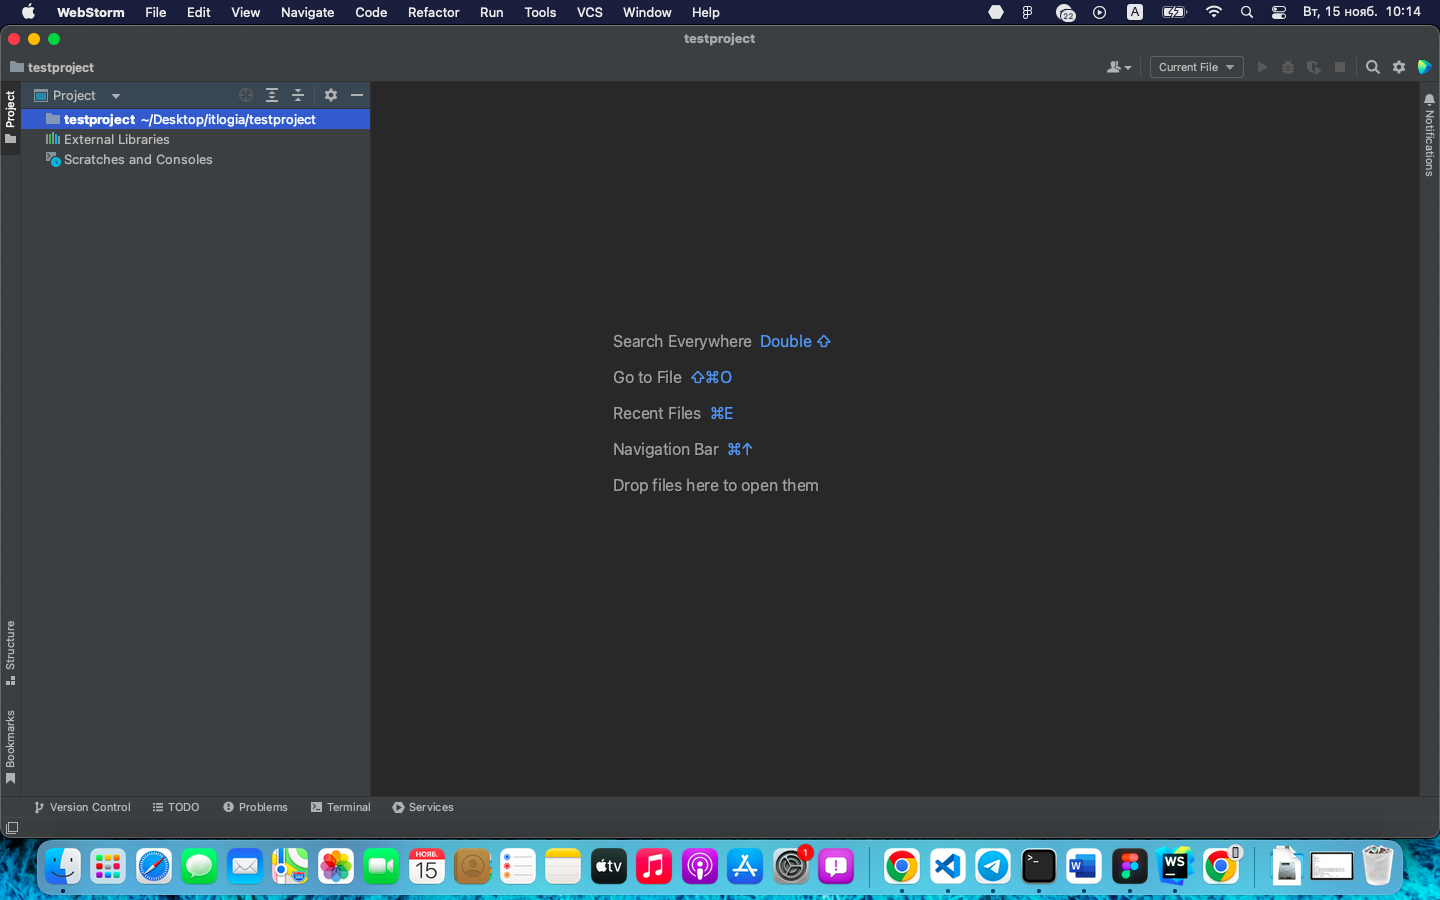 WebStorm File Edit View Navigate Code Refactor Run Tools VCS Window Help 22 A Вт, 15 нояб. 10:14
testproject
testproject
Current File
Project
Project
testproject ~/Desktop/itlogia/testproject
External Libraries
Scratches and Consoles
Notifications
Search Everywhere Double ⇧
Go to File ⇧⌘O
Recent Files ⌘E
Navigation Bar ⌘↑
Drop files here to open them
Structure
Bookmarks
Version Control TODO Problems Terminal Services
НОЯБ.
15
tv
1
>_
W
WS